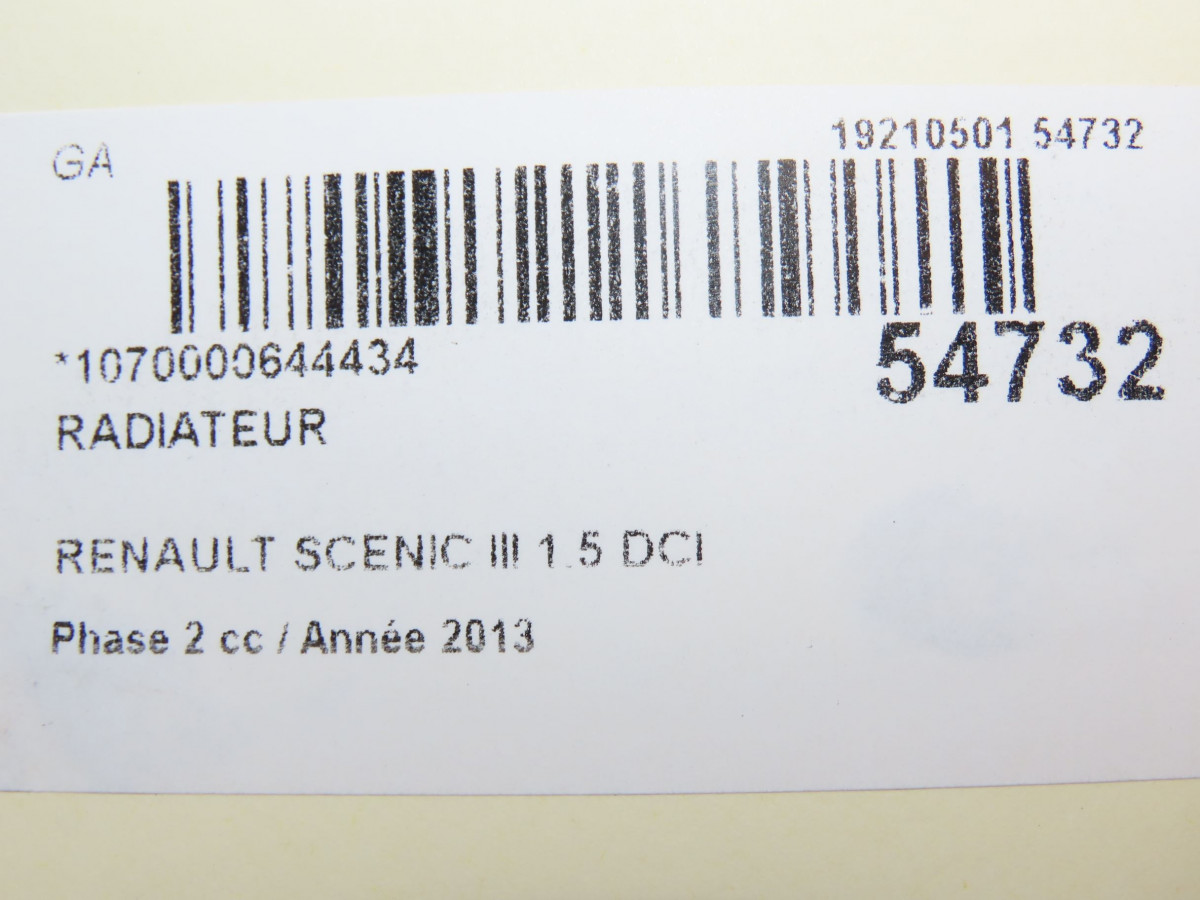 GA
19210501 54732
*1070000644434
54732
RADIATEUR
RENAULT SCENIC III 1.5 DCI
Phase 2 cc / Année 2013